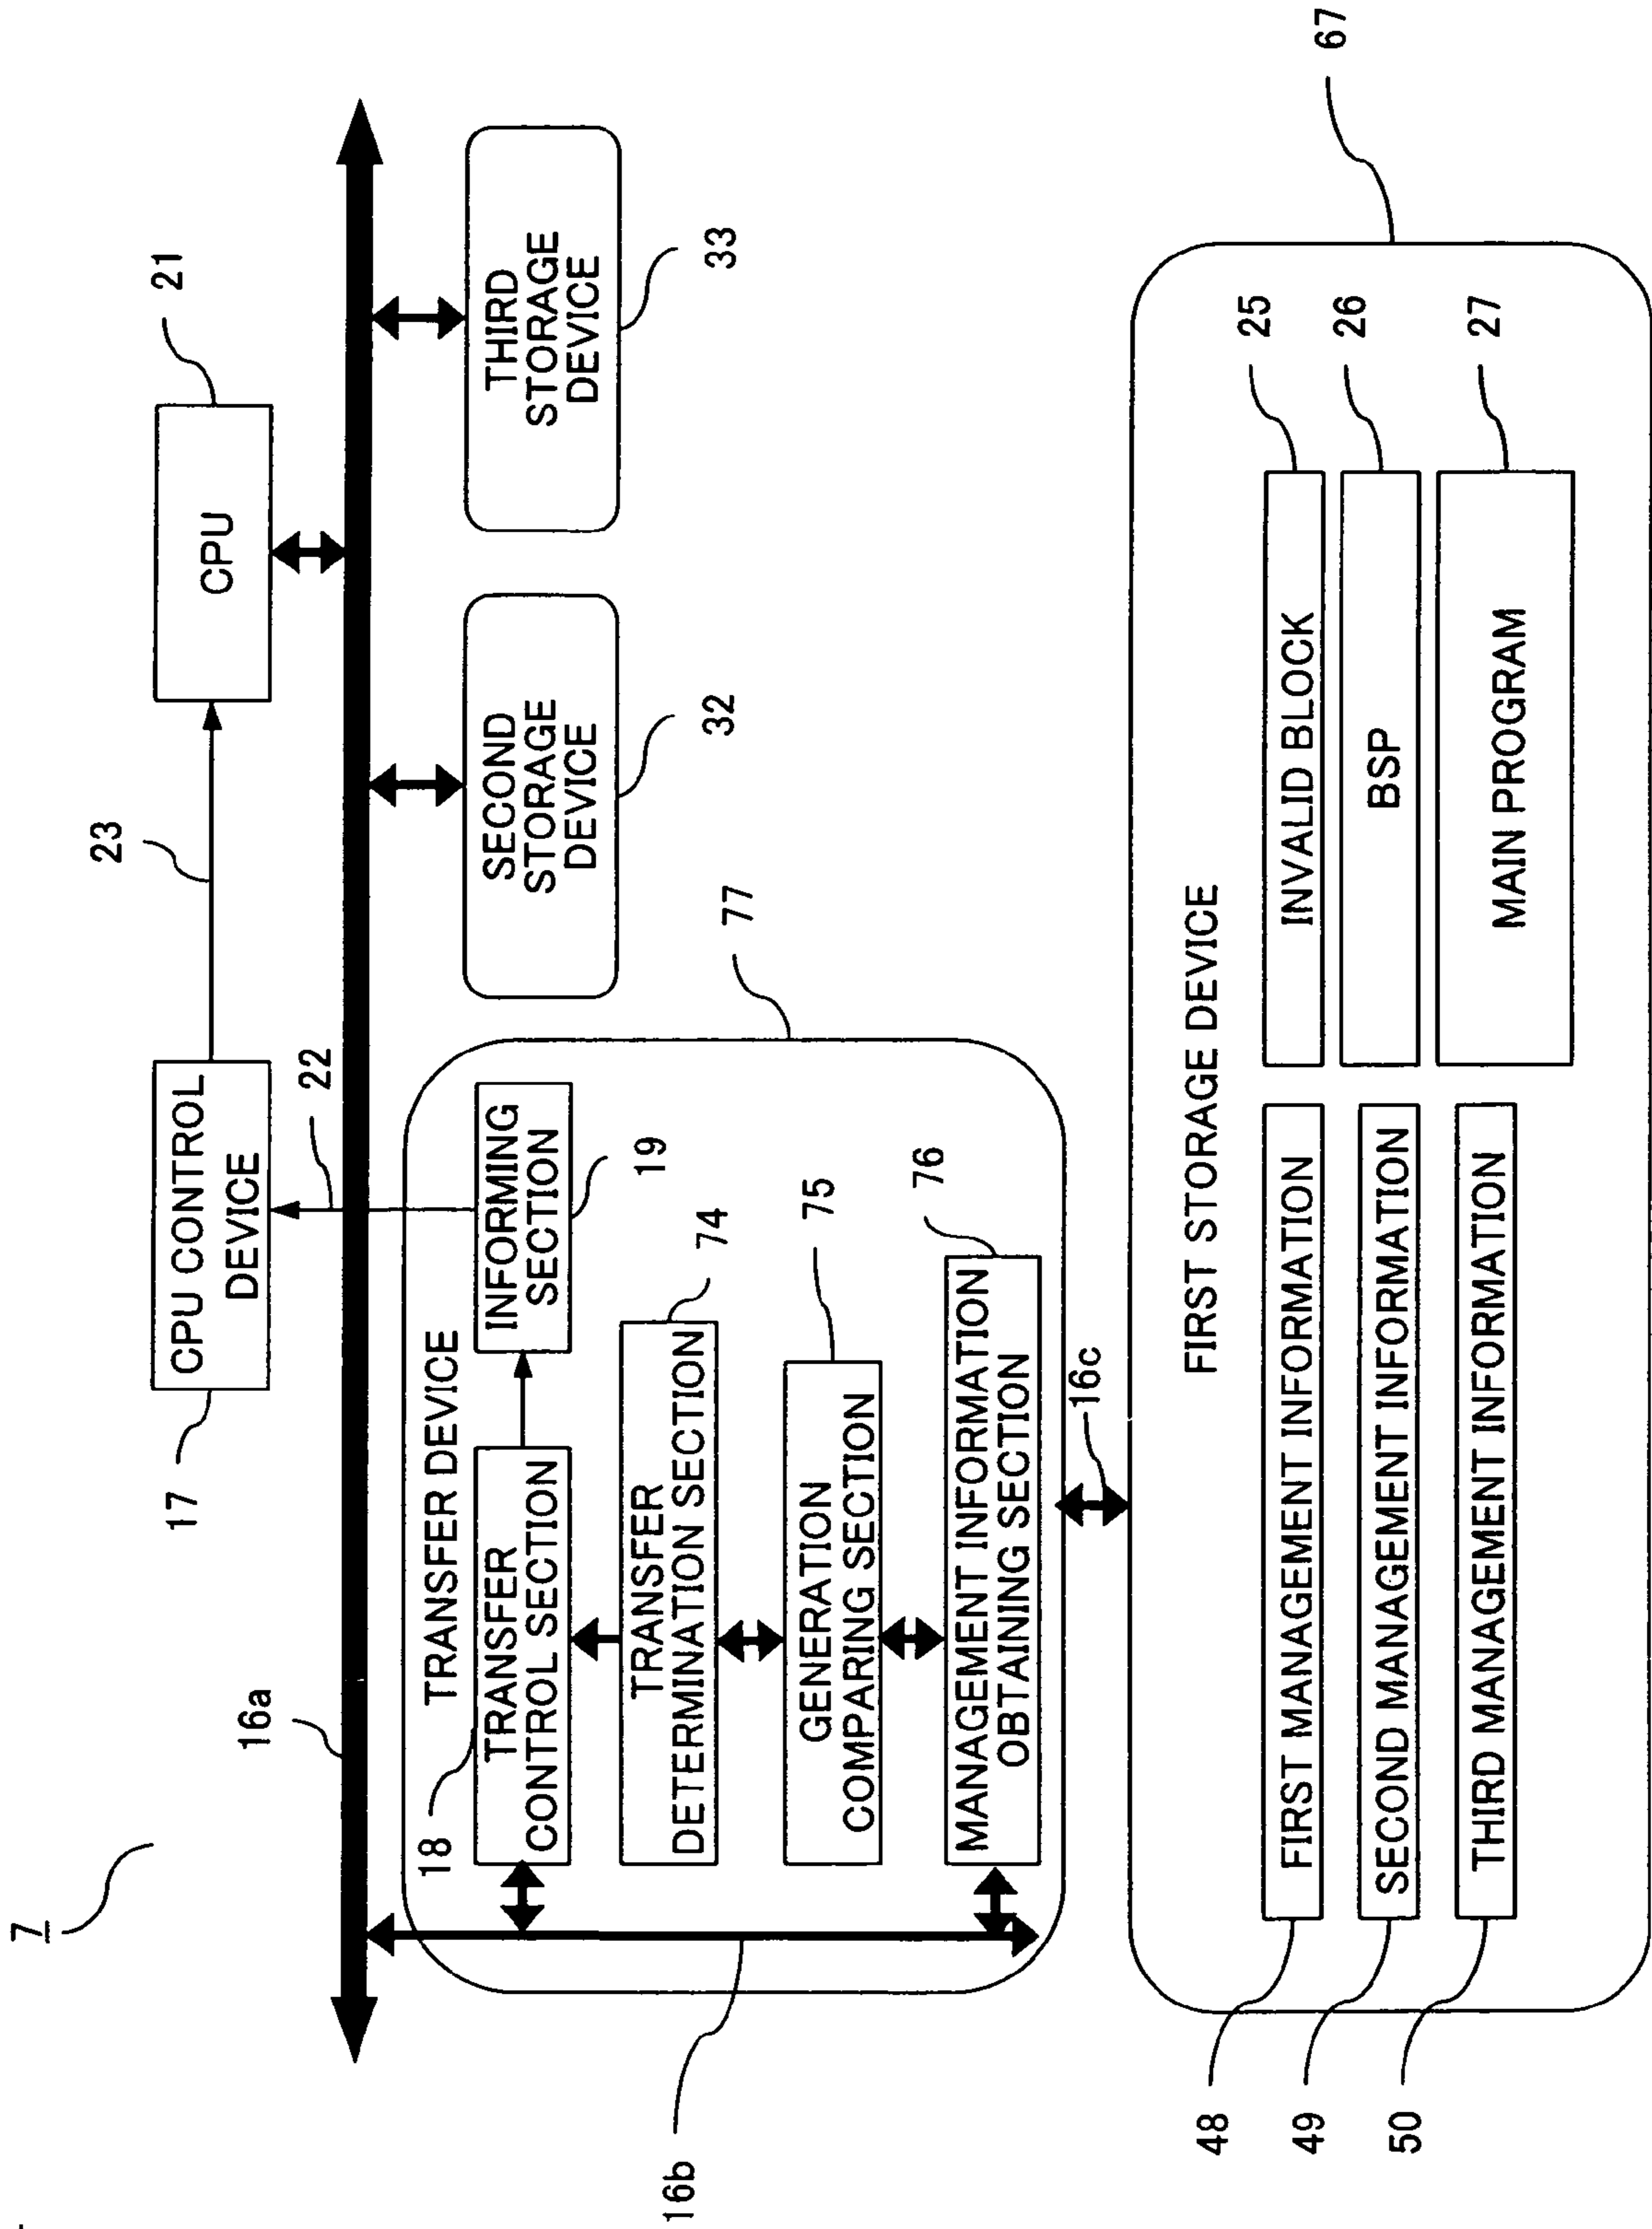 7
16a
17
CPU CONTROL
DEVICE
23
21
CPU
22
TRANSFER DEVICE
18
TRANSFER
CONTROL SECTION
INFORMING
SECTION
19
TRANSFER
DETERMINATION SECTION
74
GENERATION
COMPARING SECTION
75
MANAGEMENT INFORMATION
OBTAINING SECTION
76
77
SECOND
STORAGE
DEVICE
32
THIRD
STORAGE
DEVICE
33
16b
16c
FIRST STORAGE DEVICE
67
48
FIRST MANAGEMENT INFORMATION
INVALID BLOCK
25
49
SECOND MANAGEMENT INFORMATION
BSP
26
50
THIRD MANAGEMENT INFORMATION
MAIN PROGRAM
27